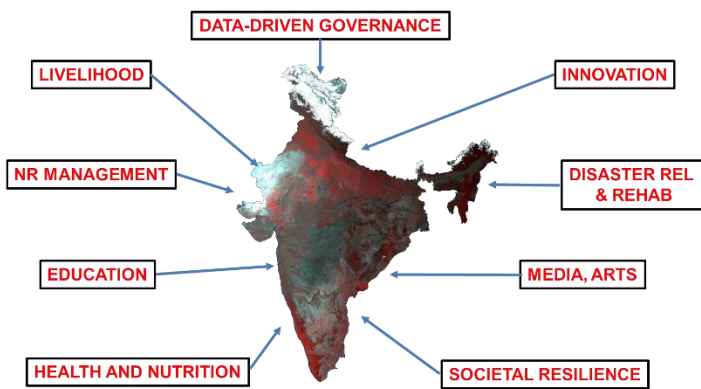 DATA-DRIVEN GOVERNANCE
LIVELIHOOD
INNOVATION
NR MANAGEMENT
DISASTER REL
& REHAB
EDUCATION
MEDIA, ARTS
HEALTH AND NUTRITION
SOCIETAL RESILIENCE